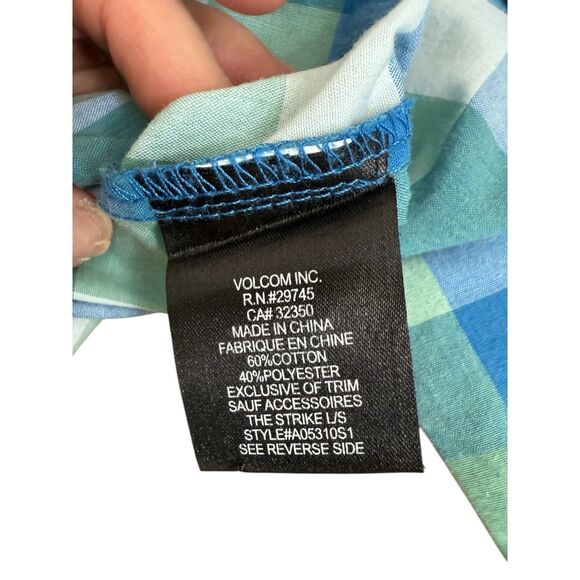 VOLCOM INC.
R.N.#29745
CA# 32350
MADE IN CHINA
FABRIQUE EN CHINE
60%COTTON
40%POLYESTER
EXCLUSIVE OF TRIM
SAUF ACCESSOIRES
THE STRIKE L/S
STYLE#A05310S1
SEE REVERSE SIDE